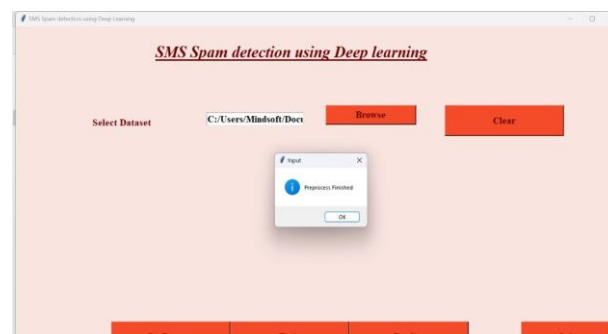 SMS Spam detection using Deep Learning
SMS Spam detection using Deep learning
Select Dataset
C:/Users/Mindsoft/Docu
Browse
Clear
Input
Preprocess Finished
OK